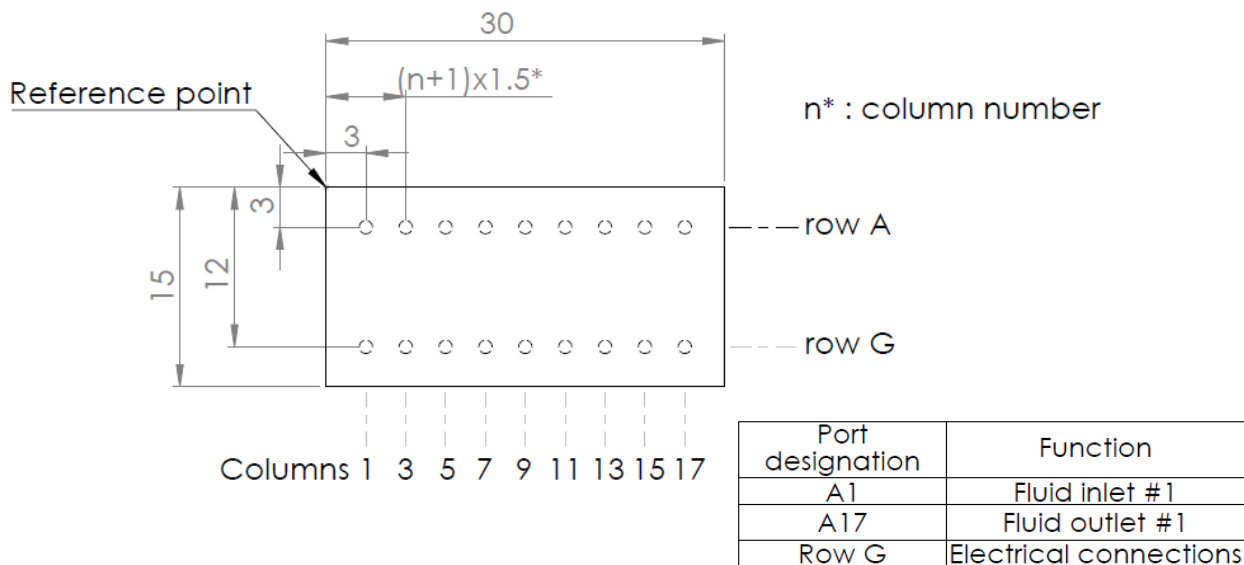 30
(n+1)x1.5*
Reference point
n* : column number
3
3
row A
15
12
row G
Columns 1 3 5 7 9 11 13 15 17
Port designation Function
A1 Fluid inlet #1
A17 Fluid outlet #1
Row G Electrical connections